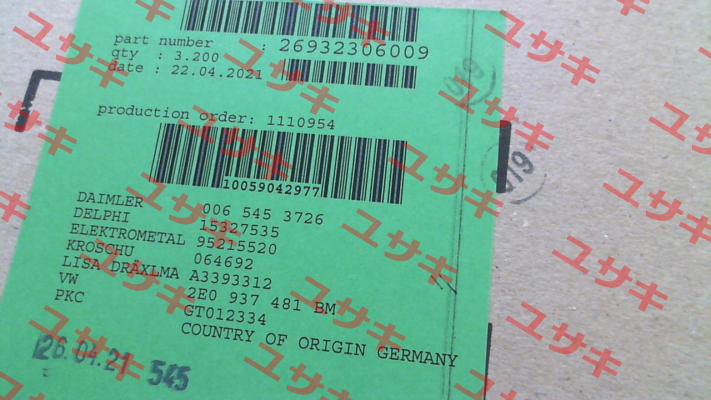 part number : 26932306009
qty : 3.200
date : 22.04.2021
production order: 1110954
10059042977
DAIMLER 006 545 3726
DELPHI 15327535
ELEKTROMETAL 95215520
KROSCHU 064692
LISA DRÄXLMA A3393312
VW 2E0 937 481 BM
PKC GT012334
COUNTRY OF ORIGIN GERMANY
26.04.21 545
ユサキ